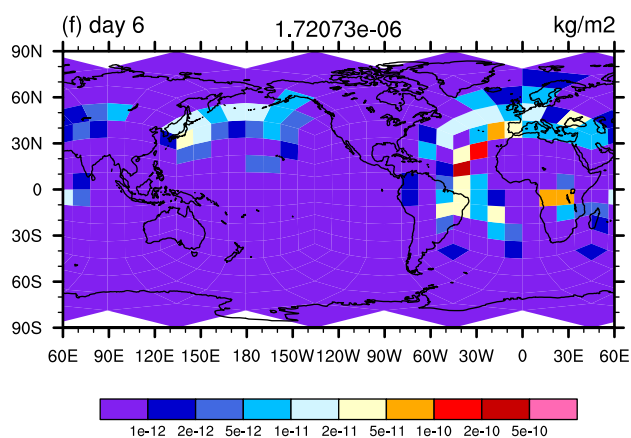 (f) day 6 1.72073e-06 kg/m2
90N
60N
30N
0
30S
60S
90S
60E 90E 120E 150E 180 150W 120W 90W 60W 30W 0 30E 60E
1e-12 2e-12 5e-12 1e-11 2e-11 5e-11 1e-10 2e-10 5e-10